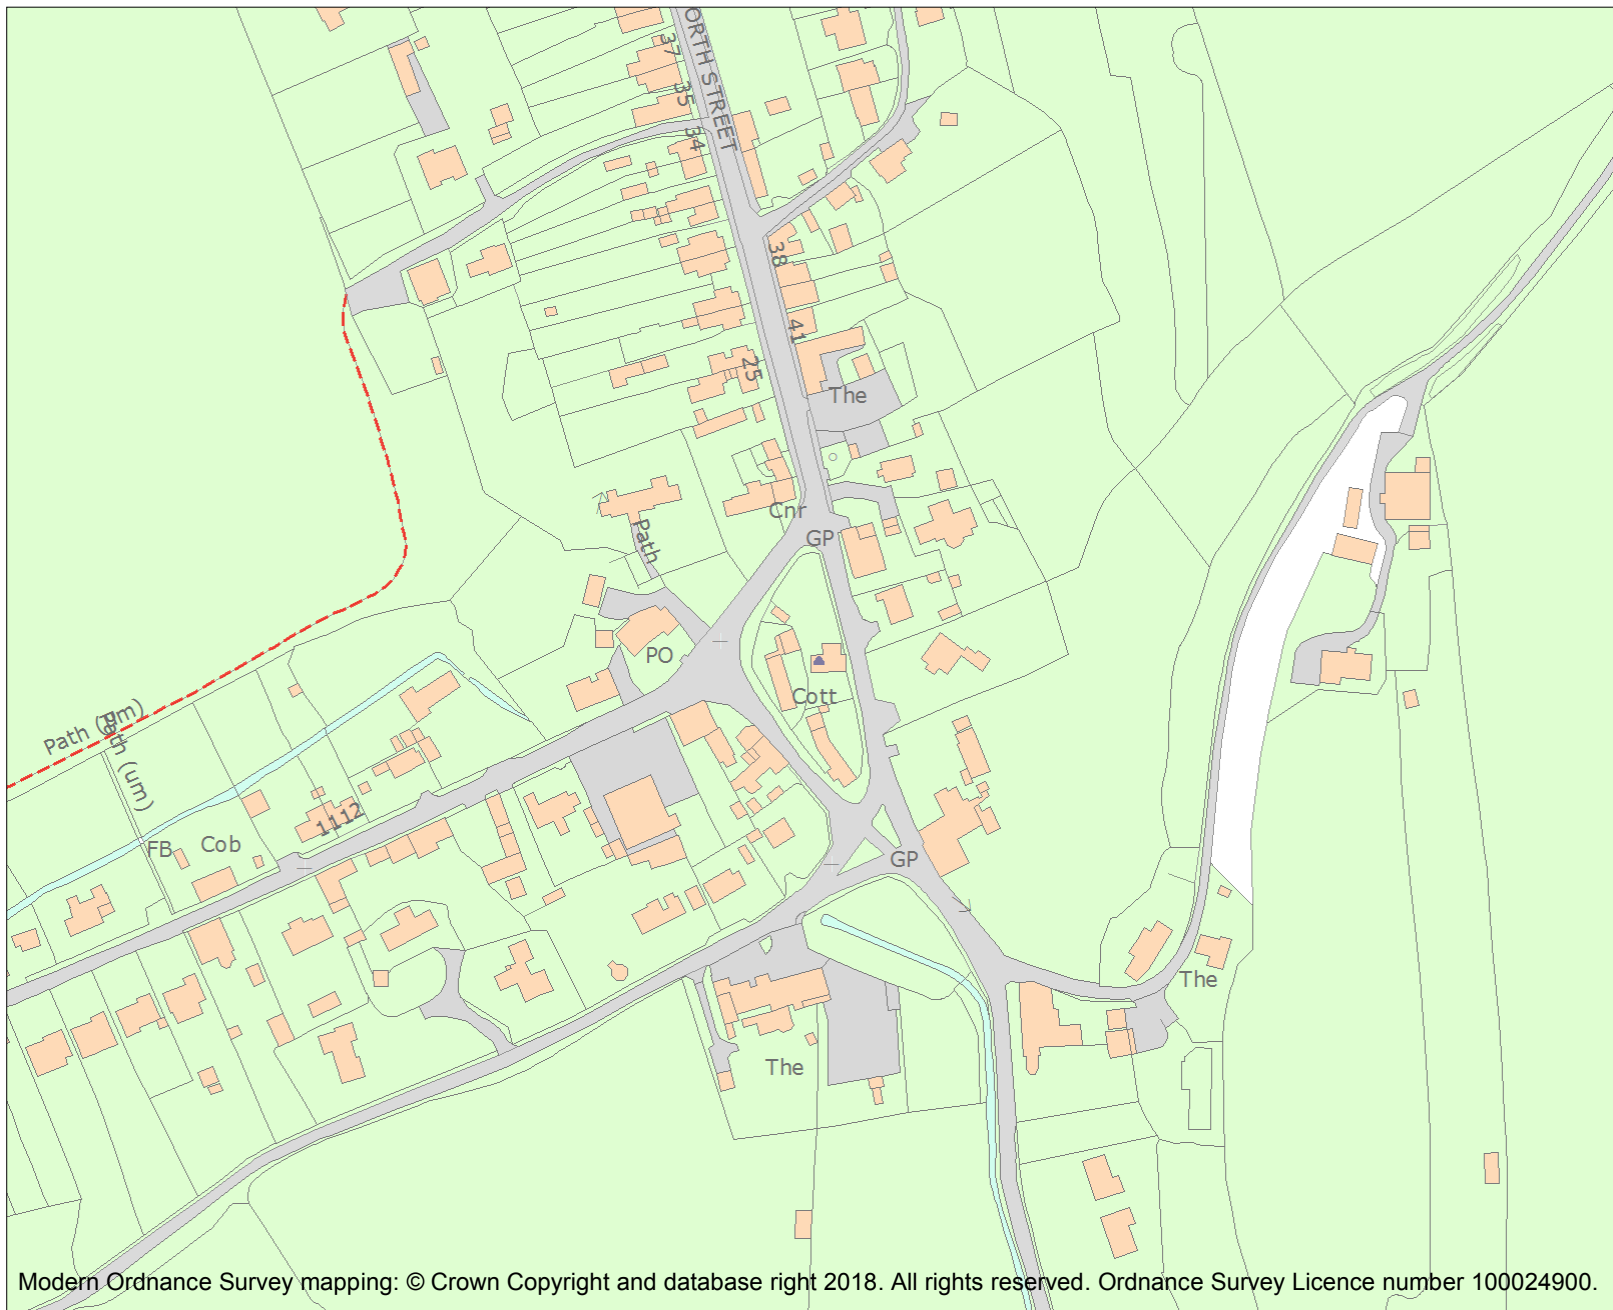 ORTH STREET
37
35
34
38
41
25
The
Cnr
GP
Path
PO
Cott
Path (um)
Path (um)
1112
FB
Cob
GP
The
The
Modern Ordnance Survey mapping: © Crown Copyright and database right 2018. All rights reserved. Ordnance Survey Licence number 100024900.